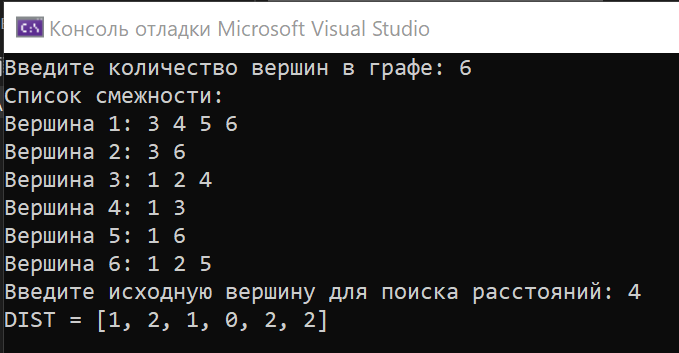 Консоль отладки Microsoft Visual Studio
Введите количество вершин в графе: 6
Список смежности:
Вершина 1: 3 4 5 6
Вершина 2: 3 6
Вершина 3: 1 2 4
Вершина 4: 1 3
Вершина 5: 1 6
Вершина 6: 1 2 5
Введите исходную вершину для поиска расстояний: 4
DIST = [1, 2, 1, 0, 2, 2]